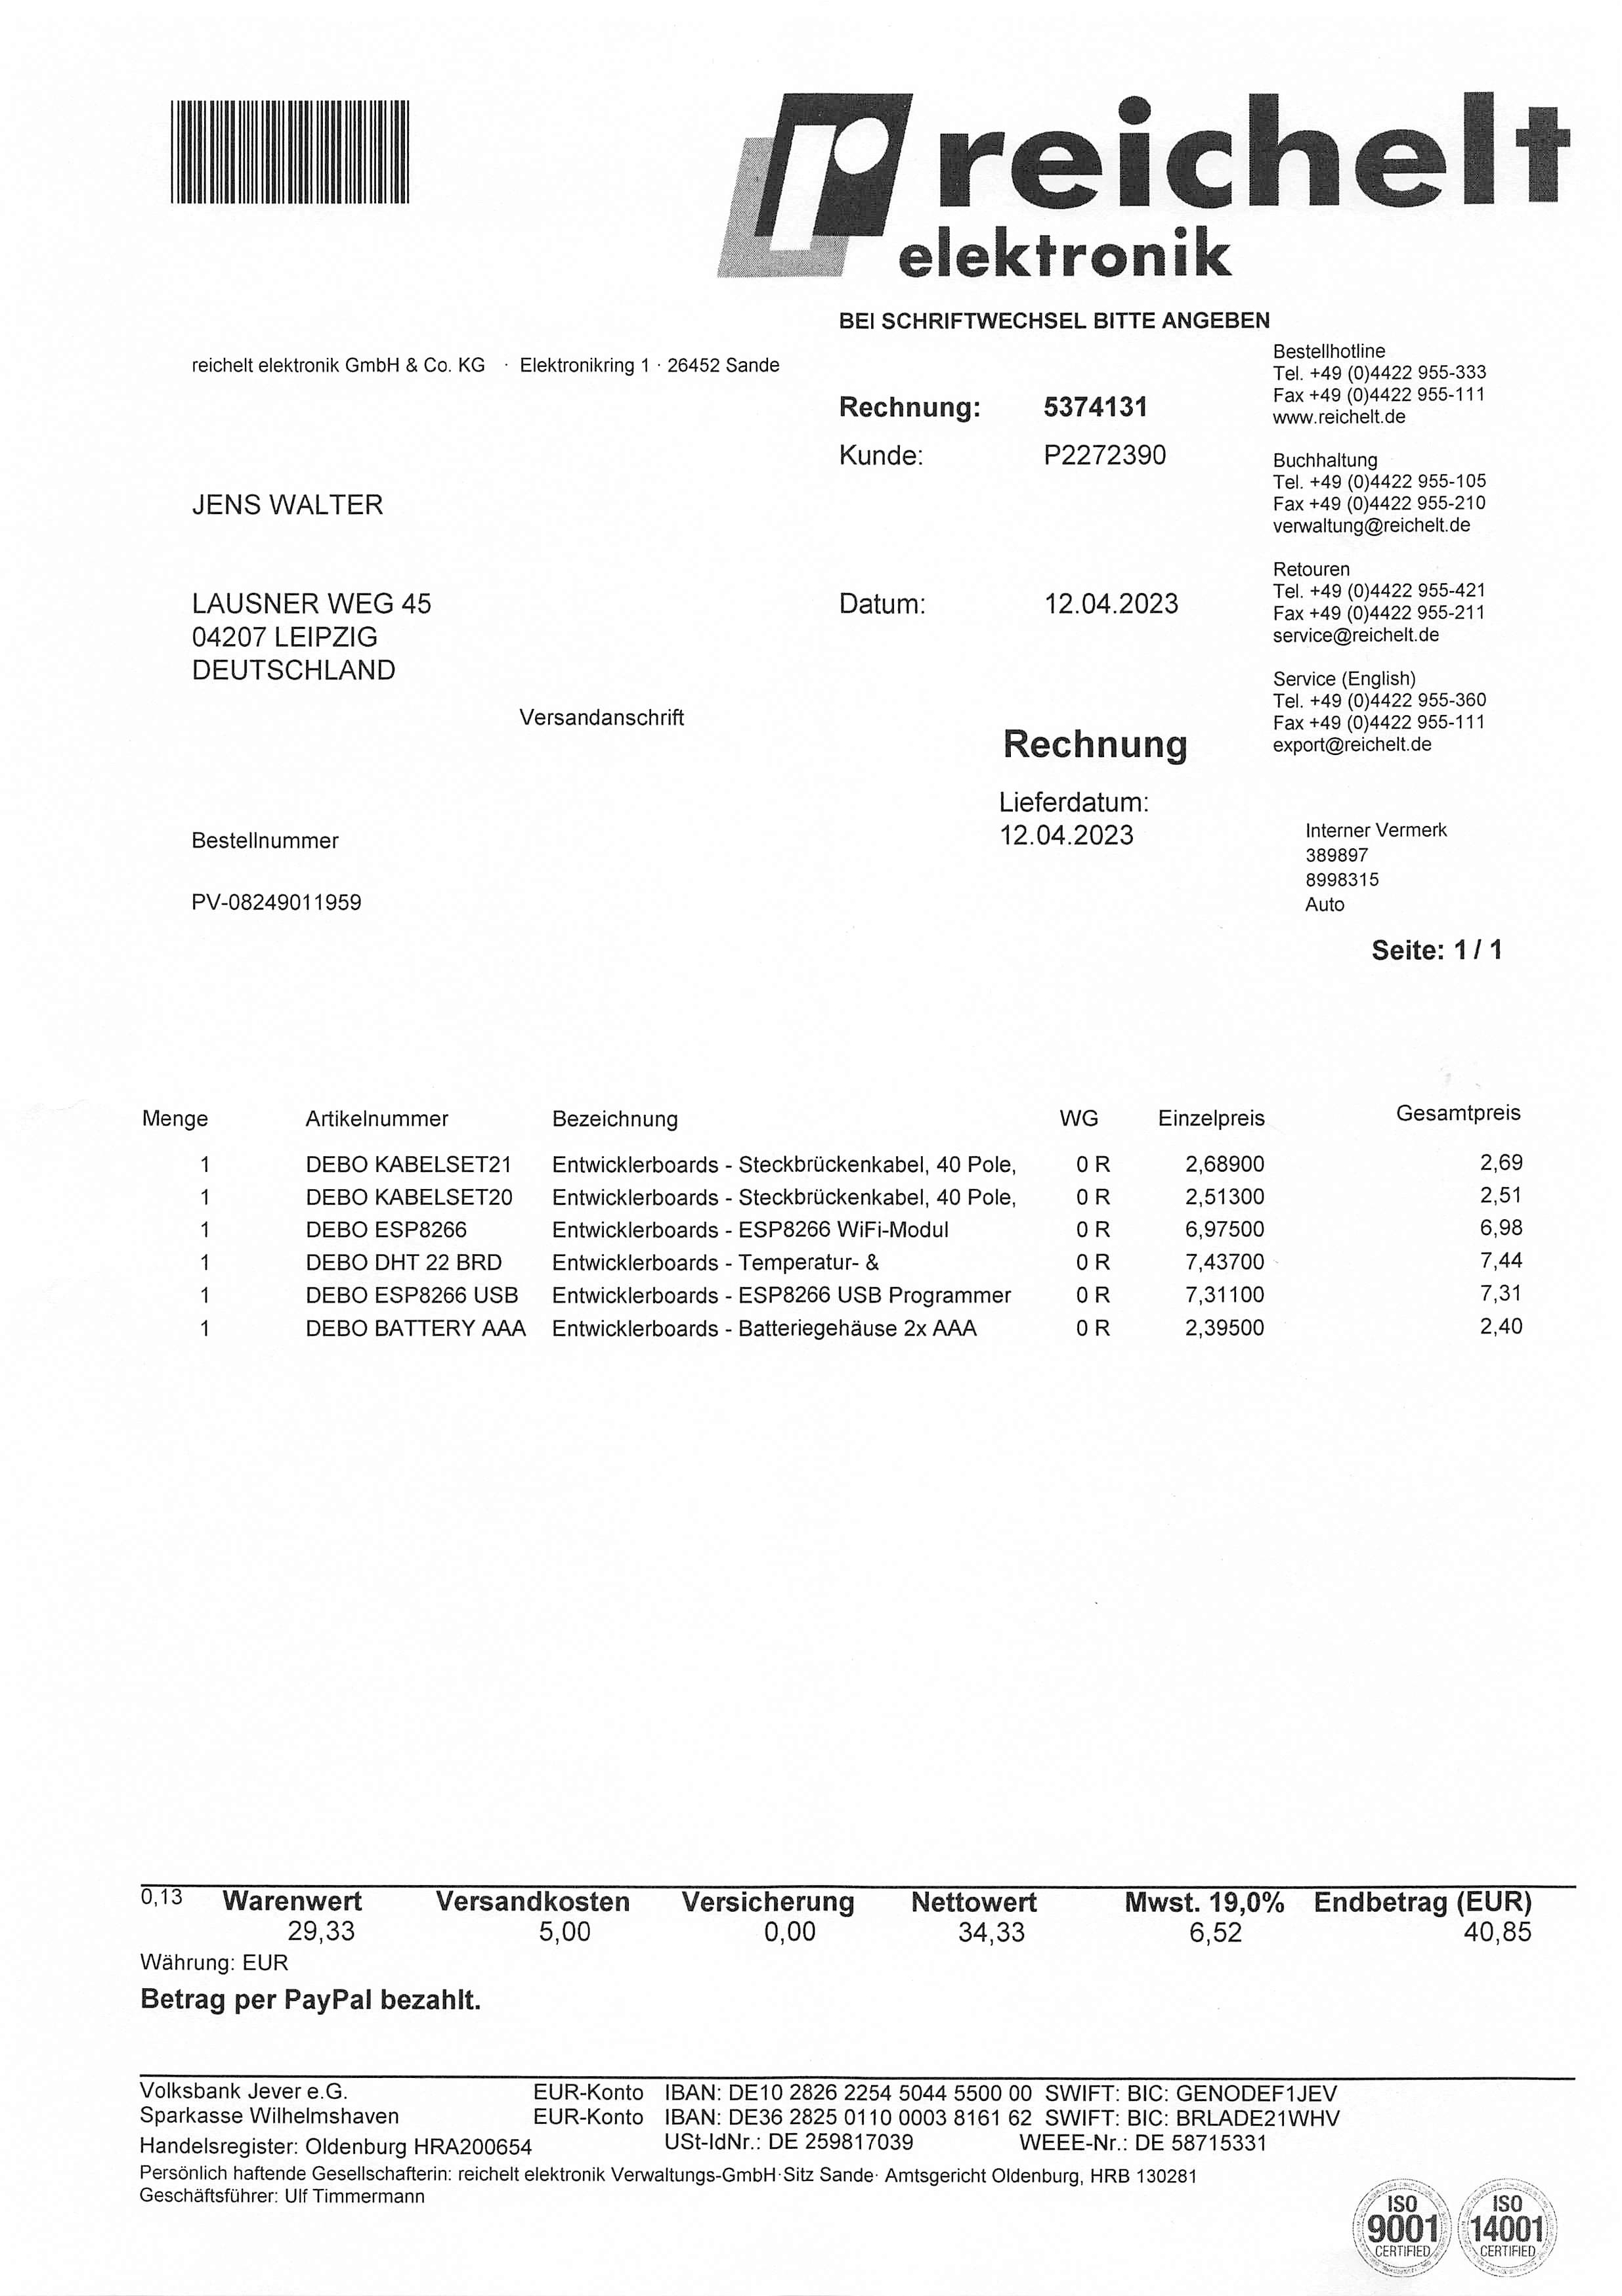 reichelt
elektronik
BEI SCHRIFTWECHSEL BITTE ANGEBEN
reichelt elektronik GmbH & Co. KG · Elektronikring 1 · 26452 Sande
Rechnung: 5374131
Kunde: P2272390
JENS WALTER
LAUSNER WEG 45
04207 LEIPZIG
DEUTSCHLAND
Datum: 12.04.2023
Bestellhotline
Tel. +49 (0)4422 955-333
Fax +49 (0)4422 955-111
www.reichelt.de
Buchhaltung
Tel. +49 (0)4422 955-105
Fax +49 (0)4422 955-210
verwaltung@reichelt.de
Retouren
Tel. +49 (0)4422 955-421
Fax +49 (0)4422 955-211
service@reichelt.de
Service (English)
Tel. +49 (0)4422 955-360
Fax +49 (0)4422 955-111
export@reichelt.de
Versandanschrift
Rechnung
Lieferdatum:
12.04.2023
Bestellnummer
PV-08249011959
Interner Vermerk
389897
8998315
Auto
Seite: 1 / 1
Menge Artikelnummer Bezeichnung WG Einzelpreis Gesamtpreis
1 DEBO KABELSET21 Entwicklerboards - Steckbrückenkabel, 40 Pole, 0 R 2,68900 2,69
1 DEBO KABELSET20 Entwicklerboards - Steckbrückenkabel, 40 Pole, 0 R 2,51300 2,51
1 DEBO ESP8266 Entwicklerboards - ESP8266 WiFi-Modul 0 R 6,97500 6,98
1 DEBO DHT 22 BRD Entwicklerboards - Temperatur- & 0 R 7,43700 7,44
1 DEBO ESP8266 USB Entwicklerboards - ESP8266 USB Programmer 0 R 7,31100 7,31
1 DEBO BATTERY AAA Entwicklerboards - Batteriegehäuse 2x AAA 0 R 2,39500 2,40
0,13 Warenwert Versandkosten Versicherung Nettowert Mwst. 19,0% Endbetrag (EUR)
29,33 5,00 0,00 34,33 6,52 40,85
Währung: EUR
Betrag per PayPal bezahlt.
Volksbank Jever e.G. EUR-Konto IBAN: DE10 2826 2254 5044 5500 00 SWIFT: BIC: GENODEF1JEV
Sparkasse Wilhelmshaven EUR-Konto IBAN: DE36 2825 0110 0003 8161 62 SWIFT: BIC: BRLADE21WHV
Handelsregister: Oldenburg HRA200654 USt-IdNr.: DE 259817039 WEEE-Nr.: DE 58715331
Persönlich haftende Gesellschafterin: reichelt elektronik Verwaltungs-GmbH·Sitz Sande· Amtsgericht Oldenburg, HRB 130281
Geschäftsführer: Ulf Timmermann
ISO
9001
CERTIFIED
ISO
14001
CERTIFIED